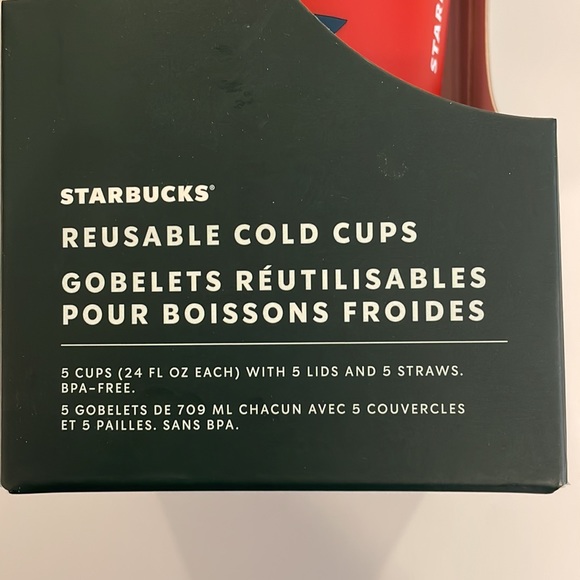 STAR
STARBUCKS®
REUSABLE COLD CUPS
GOBELETS RÉUTILISABLES
POUR BOISSONS FROIDES
5 CUPS (24 FL OZ EACH) WITH 5 LIDS AND 5 STRAWS.
BPA-FREE.
5 GOBELETS DE 709 ML CHACUN AVEC 5 COUVERCLES
ET 5 PAILLES. SANS BPA.